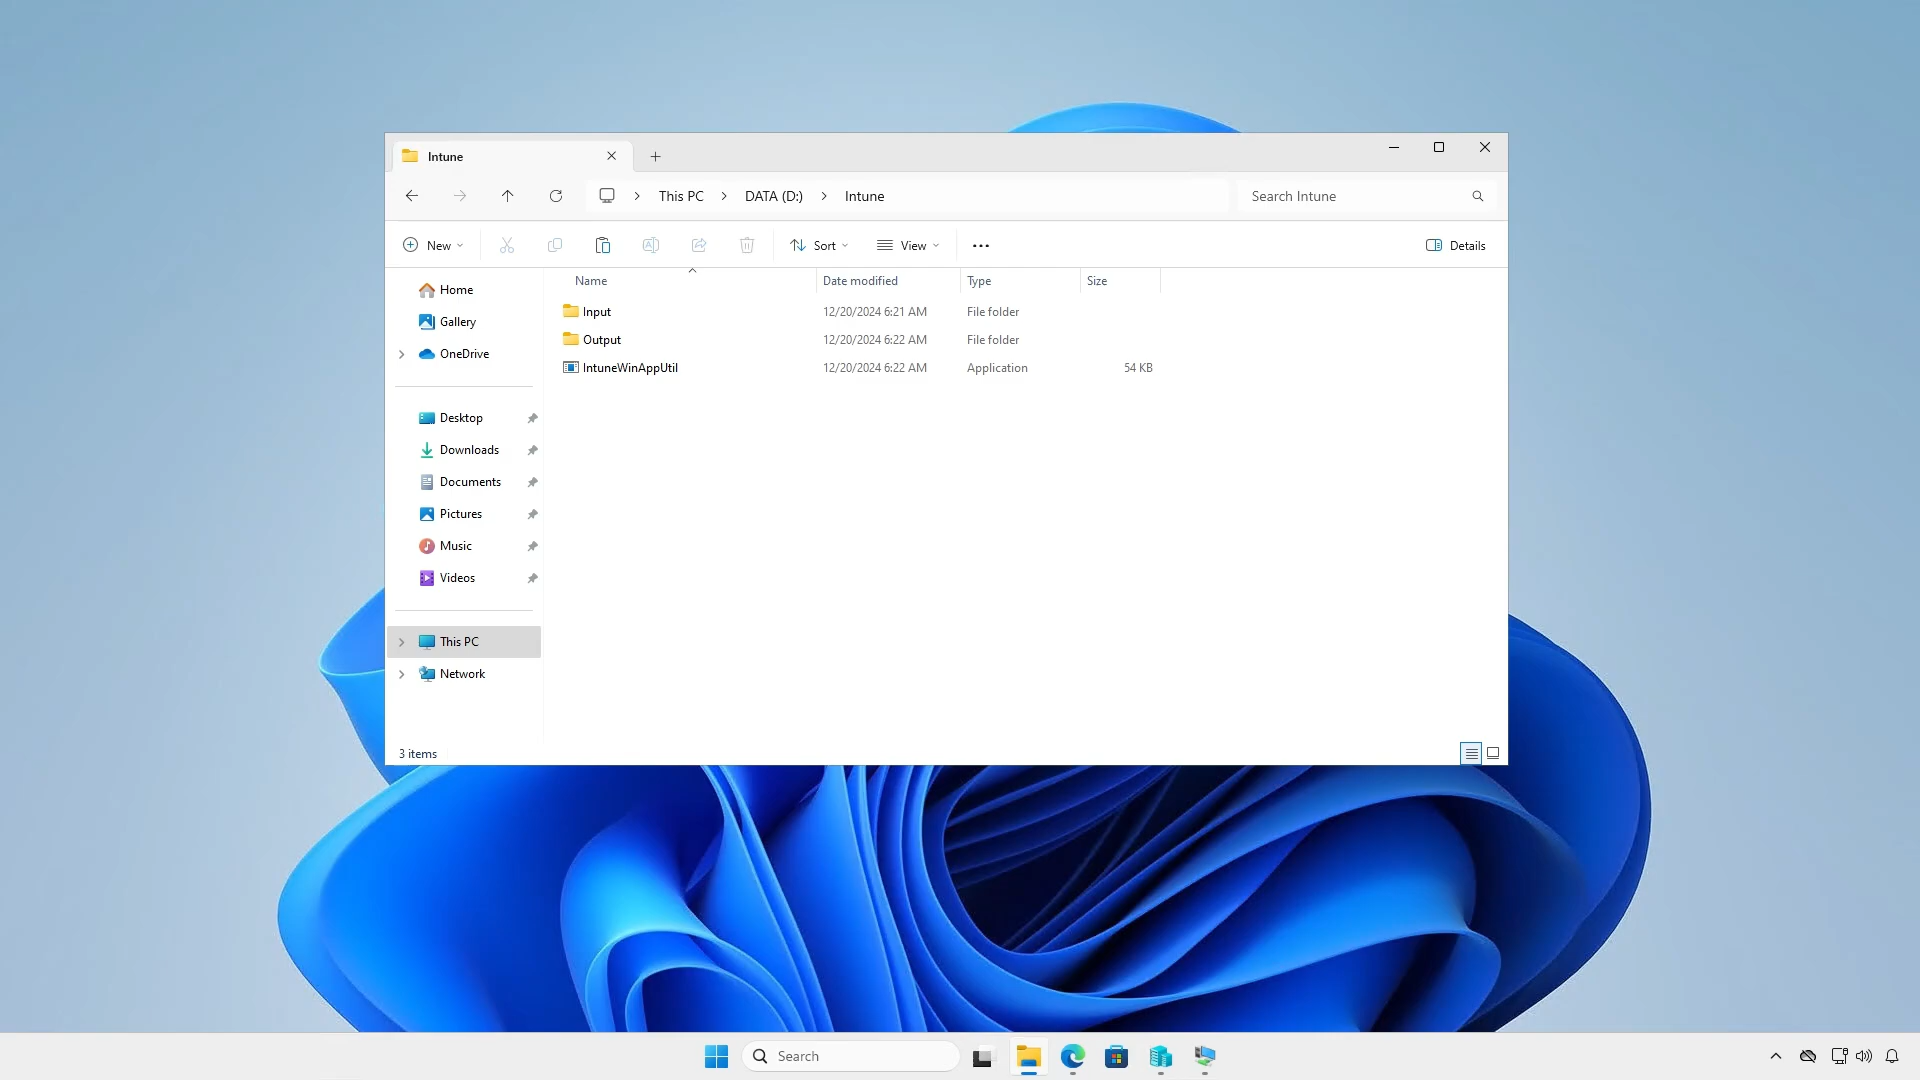 Intune
This PC
DATA (D:)
Intune
Search Intune
New
Sort
View
Details
Name
Date modified
Type
Size
Input
12/20/2024 6:21 AM
File folder
Output
12/20/2024 6:22 AM
File folder
IntuneWinAppUtil
12/20/2024 6:22 AM
Application
54 KB
Home
Gallery
OneDrive
Desktop
Downloads
Documents
Pictures
Music
Videos
This PC
Network
3 items
Search